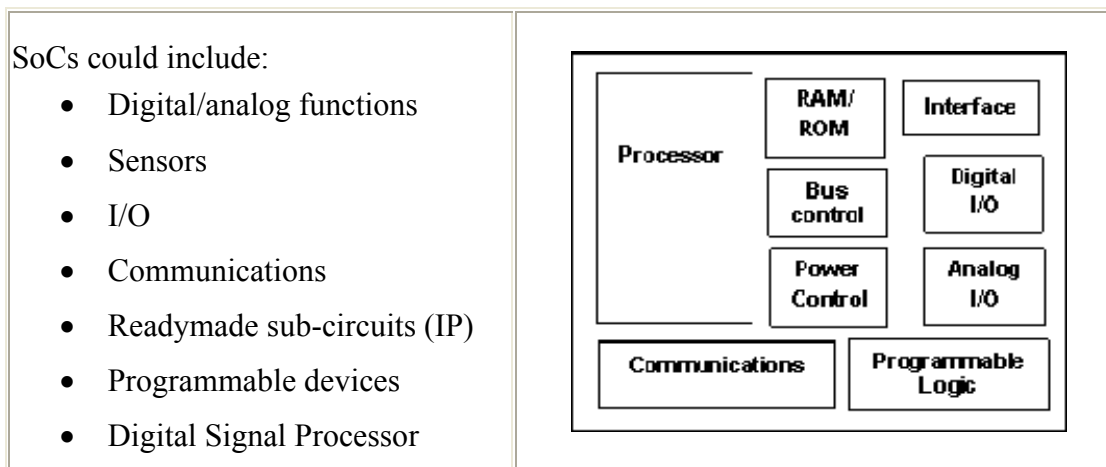 SoCs could include:
• Digital/analog functions
• Sensors
• I/O
• Communications
• Readymade sub-circuits (IP)
• Programmable devices
• Digital Signal Processor
Processor
RAM/
ROM
Interface
Bus
control
Digital
I/O
Power
Control
Analog
I/O
Communications
Programmable
Logic